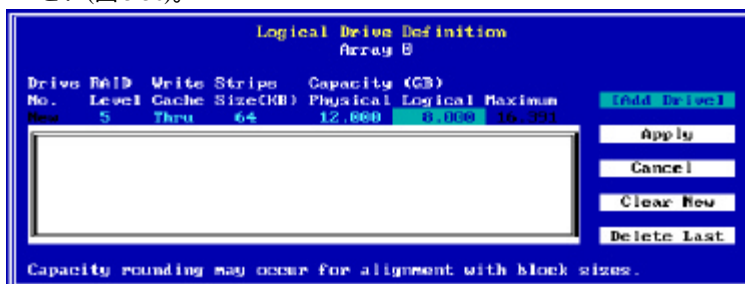 Logical Drive Definition
Array 0
Drive RAID Write Stripe Capacity (GB)
No. Level Cache Size(KB) Physical Logical Maximum
New 5 Thru 64 12.000 8.000 16.991
[Add Drive]
Apply
Cancel
Clear New
Delete Last
Capacity rounding may occur for alignment with block sizes.